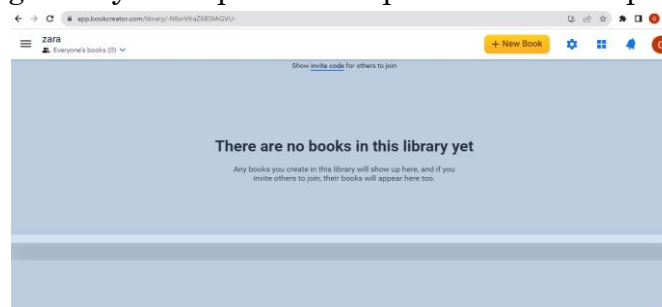 app.bookcreator.com/library/
zara
Everyone's books (0)
+ New Book
Show invite code for others to join
There are no books in this library yet
Any books you create in this library will show up here, and if you
invite others to join, their books will appear here too.